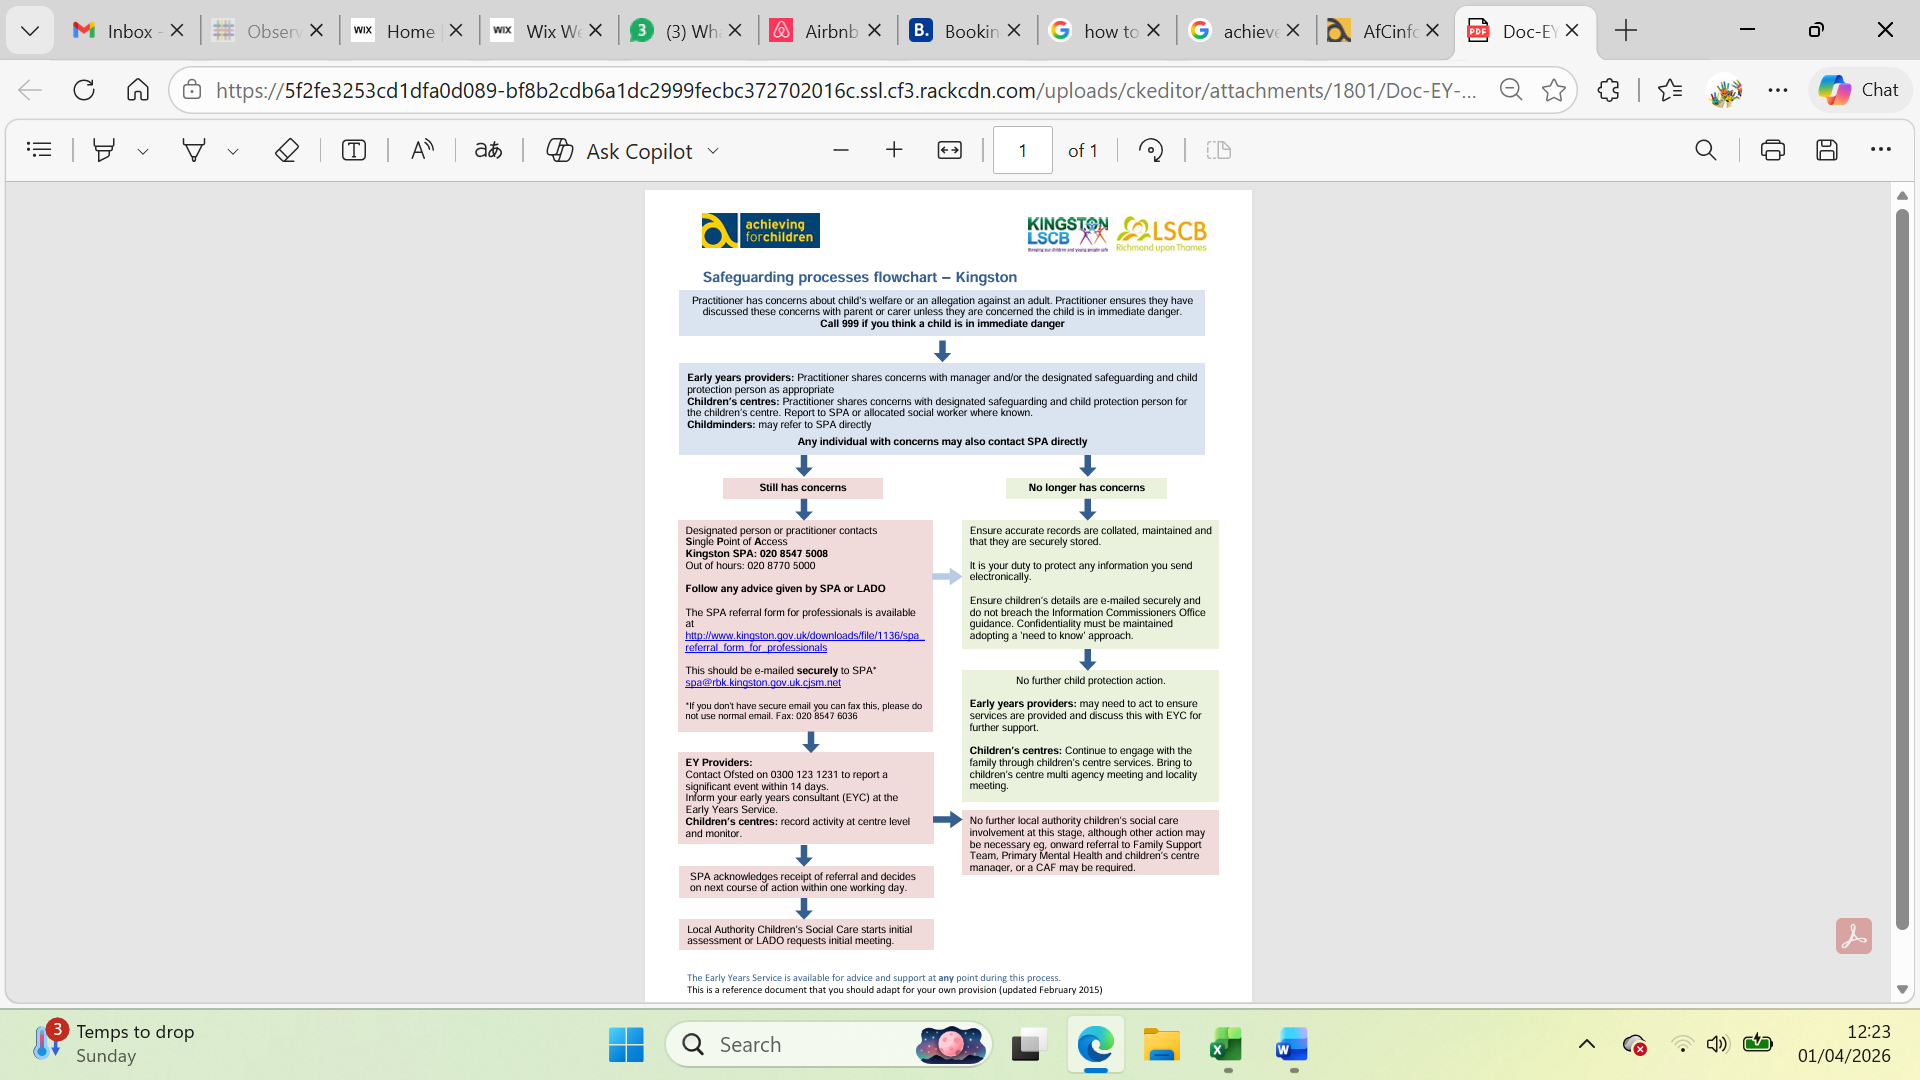 Inbox -
Observ
Home
Wix We
(3) Wha
Airbnb
Bookin
how to
achieve
AfCinfo
Doc-EY
https://5f2fe3253cd1dfa0d089-bf8b2cdb6a1dc2999fecbc372702016c.ssl.cf3.rackcdn.com/uploads/ckeditor/attachments/1801/Doc-EY-...
Chat
Ask Copilot
1 of 1
achieving
forchildren
KINGSTON
LSCB
Keeping our children and young people safe
LSCB
Richmond upon Thames
Safeguarding processes flowchart – Kingston
Practitioner has concerns about child's welfare or an allegation against an adult. Practitioner ensures they have
discussed these concerns with parent or carer unless they are concerned the child is in immediate danger.
Call 999 if you think a child is in immediate danger
Early years providers: Practitioner shares concerns with manager and/or the designated safeguarding and child
protection person as appropriate
Children's centres: Practitioner shares concerns with designated safeguarding and child protection person for
the children's centre. Report to SPA or allocated social worker where known.
Childminders: may refer to SPA directly
Any individual with concerns may also contact SPA directly
Still has concerns
Designated person or practitioner contacts
Single Point of Access
Kingston SPA: 020 8547 5008
Out of hours: 020 8770 5000
Follow any advice given by SPA or LADO
The SPA referral form for professionals is available
at
http://www.kingston.gov.uk/downloads/file/1136/spa_
referral_form_for_professionals
This should be e-mailed securely to SPA*
spa@rbk.kingston.gov.uk.cjsm.net
*If you don't have secure email you can fax this, please do
not use normal email. Fax: 020 8547 6036
EY Providers:
Contact Ofsted on 0300 123 1231 to report a
significant event within 14 days.
Inform your early years consultant (EYC) at the
Early Years Service.
Children's centres: record activity at centre level
and monitor.
SPA acknowledges receipt of referral and decides
on next course of action within one working day.
Local Authority Children's Social Care starts initial
assessment or LADO requests initial meeting.
No longer has concerns
Ensure accurate records are collated, maintained and
that they are securely stored.
It is your duty to protect any information you send
electronically.
Ensure children's details are e-mailed securely and
do not breach the Information Commissioners Office
guidance. Confidentiality must be maintained
adopting a 'need to know' approach.
No further child protection action.
Early years providers: may need to act to ensure
services are provided and discuss this with EYC for
further support.
Children's centres: Continue to engage with the
family through children's centre services. Bring to
children's centre multi agency meeting and locality
meeting.
No further local authority children's social care
involvement at this stage, although other action may
be necessary eg, onward referral to Family Support
Team, Primary Mental Health and children's centre
manager, or a CAF may be required.
The Early Years Service is available for advice and support at any point during this process.
This is a reference document that you should adapt for your own provision (updated February 2015)
3
Temps to drop
Sunday
Search
12:23
01/04/2026